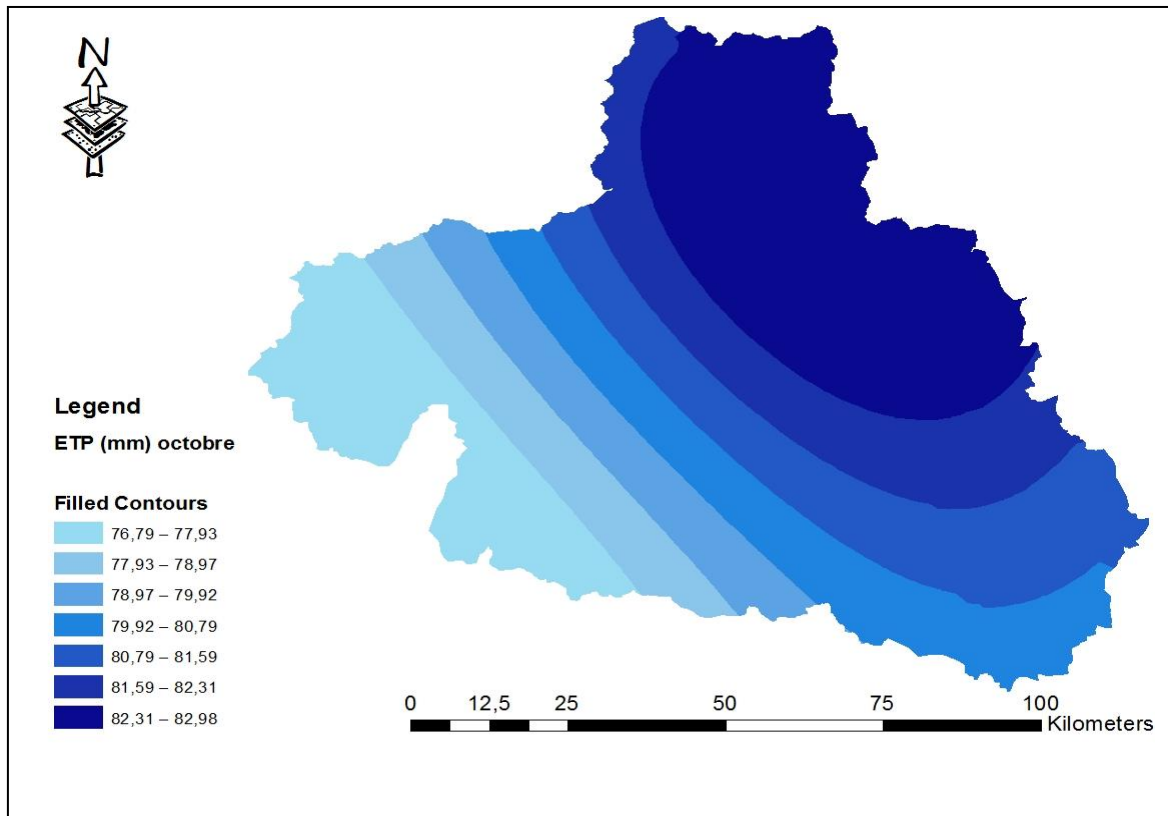 N
Legend
ETP (mm) octobre
Filled Contours
76,79 – 77,93
77,93 – 78,97
78,97 – 79,92
79,92 – 80,79
80,79 – 81,59
81,59 – 82,31
82,31 – 82,98
0 12,5 25 50 75 100
Kilometers